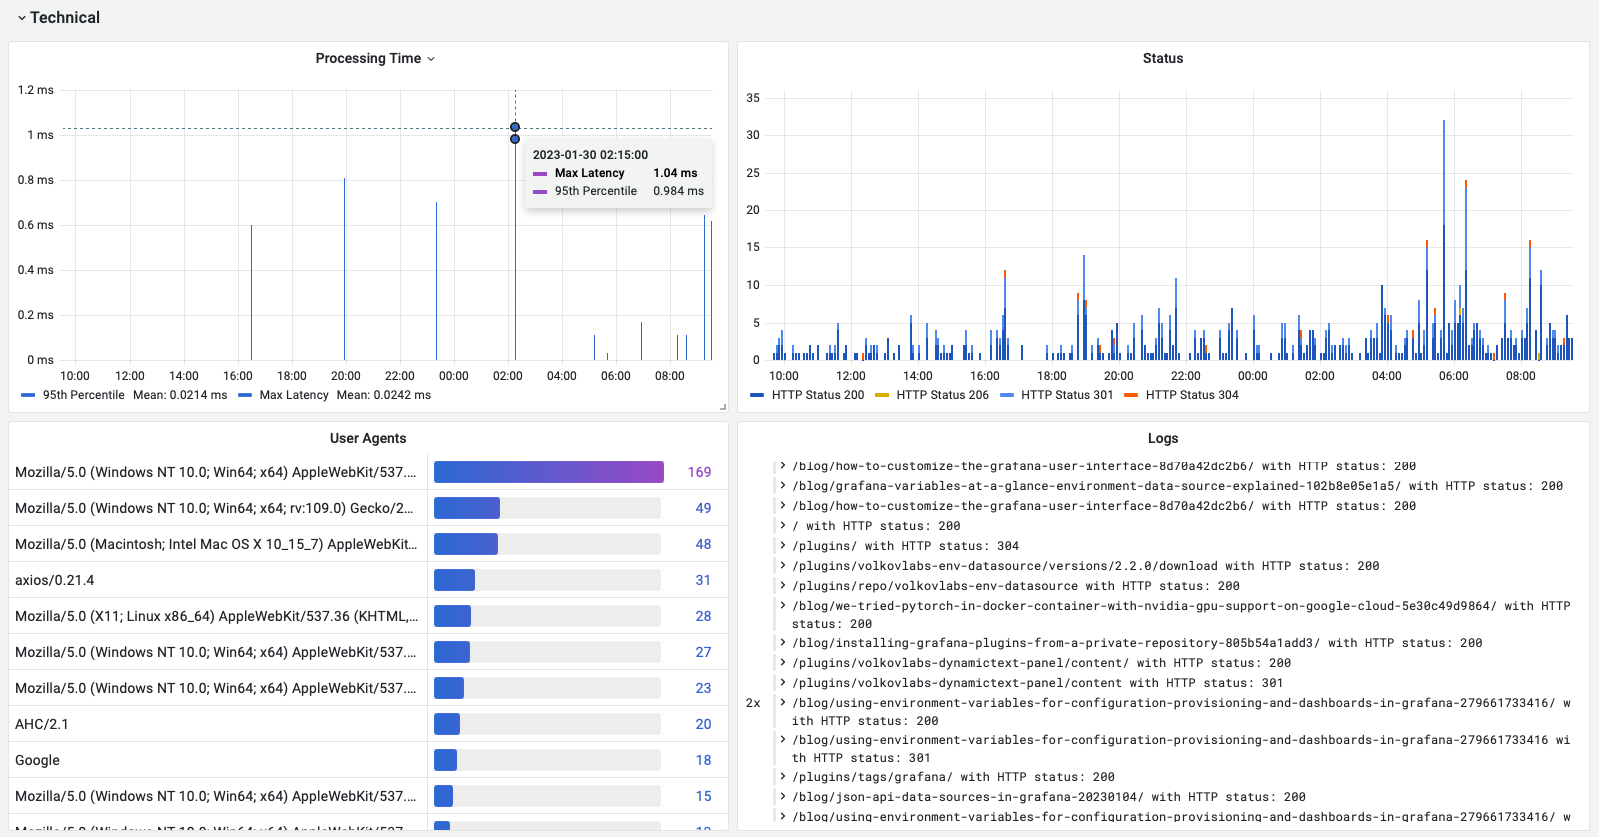 Technical
Processing Time
1.2 ms
1 ms
0.8 ms
0.6 ms
0.4 ms
0.2 ms
0 ms
10:00 12:00 14:00 16:00 18:00 20:00 22:00 00:00 02:00 04:00 06:00 08:00
2023-01-30 02:15:00
Max Latency 1.04 ms
95th Percentile 0.984 ms
95th Percentile Mean: 0.0214 ms Max Latency Mean: 0.0242 ms
Status
35
30
25
20
15
10
5
0
10:00 12:00 14:00 16:00 18:00 20:00 22:00 00:00 02:00 04:00 06:00 08:00
HTTP Status 200 HTTP Status 206 HTTP Status 301 HTTP Status 304
User Agents
Mozilla/5.0 (Windows NT 10.0; Win64; x64) AppleWebKit/537.... 169
Mozilla/5.0 (Windows NT 10.0; Win64; x64; rv:109.0) Gecko/2... 49
Mozilla/5.0 (Macintosh; Intel Mac OS X 10_15_7) AppleWebKit... 48
axios/0.21.4 31
Mozilla/5.0 (X11; Linux x86_64) AppleWebKit/537.36 (KHTML,... 28
Mozilla/5.0 (Windows NT 10.0; Win64; x64) AppleWebKit/537.... 27
Mozilla/5.0 (Windows NT 10.0; Win64; x64) AppleWebKit/537.... 23
AHC/2.1 20
Google 18
Mozilla/5.0 (Windows NT 10.0; Win64; x64) AppleWebKit/537.... 15
Mozilla/5.0 (Windows NT 10.0; Win64; x64) AppleWebKit/537....
Logs
/blog/how-to-customize-the-grafana-user-interface-8d70a42dc2b6/ with HTTP status: 200
/blog/grafana-variables-at-a-glance-environment-data-source-explained-102b8e05e1a5/ with HTTP status: 200
/blog/how-to-customize-the-grafana-user-interface-8d70a42dc2b6/ with HTTP status: 200
/ with HTTP status: 200
/plugins/ with HTTP status: 304
/plugins/volkovlabs-env-datasource/versions/2.2.0/download with HTTP status: 200
/plugins/repo/volkovlabs-env-datasource with HTTP status: 200
/blog/we-tried-pytorch-in-docker-container-with-nvidia-gpu-support-on-google-cloud-5e30c49d9864/ with HTTP
status: 200
/blog/installing-grafana-plugins-from-a-private-repository-805b54a1add3/ with HTTP status: 200
/plugins/volkovlabs-dynamictext-panel/content/ with HTTP status: 200
/plugins/volkovlabs-dynamictext-panel/content with HTTP status: 301
2x /blog/using-environment-variables-for-configuration-provisioning-and-dashboards-in-grafana-279661733416/ w
ith HTTP status: 200
/blog/using-environment-variables-for-configuration-provisioning-and-dashboards-in-grafana-279661733416 wi
th HTTP status: 301
/plugins/tags/grafana/ with HTTP status: 200
/blog/json-api-data-sources-in-grafana-20230104/ with HTTP status: 200
/blog/using-environment-variables-for-configuration-provisioning-and-dashboards-in-grafana-279661733416/ w